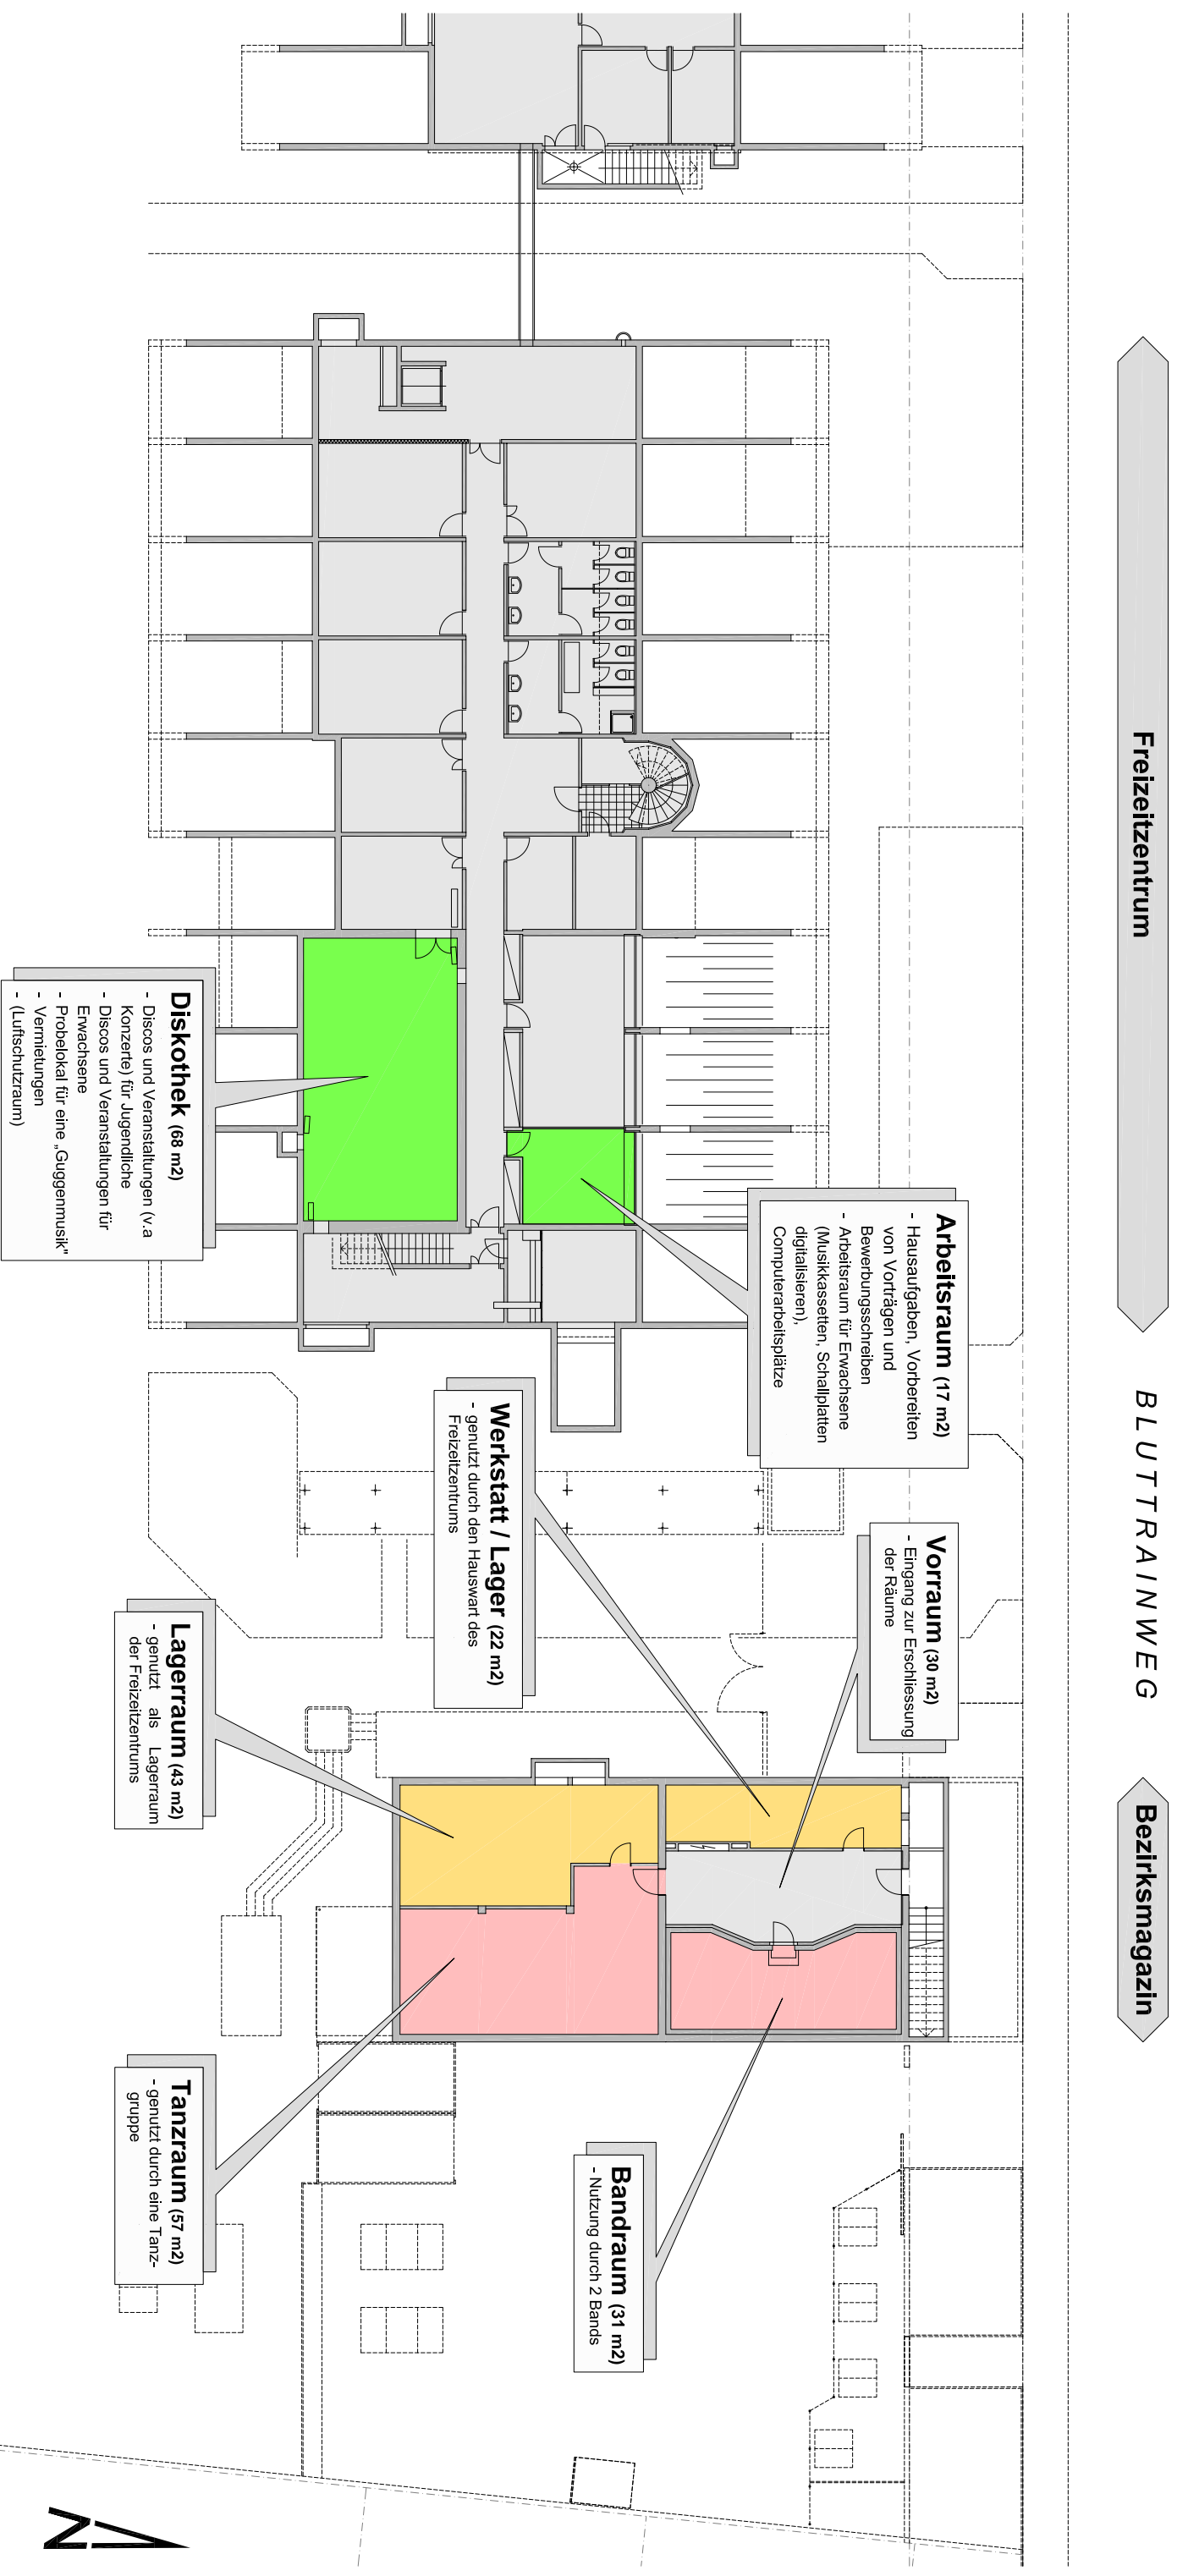 Freizeitzentrum
BLUTTRAINWEG
Bezirksmagazin
Arbeitsraum (17 m2)
- Hausaufgaben, Vorbereiten
von Vorträgen und
Bewerbungsschreiben
- Arbeitsraum für Erwachsene
(Musikkassetten, Schallplatten
digitalisieren),
Computerarbeitsplätze
Vorraum (30 m2)
- Eingang zur Erschliessung
der Räume
Werkstatt / Lager (22 m2)
- genutzt durch den Hauswart des
Freizeitzentrums
Bandraum (31 m2)
- Nutzung durch 2 Bands
Diskothek (68 m2)
- Discos und Veranstaltungen (v.a
Konzerte) für Jugendliche
- Discos und Veranstaltungen für
Erwachsene
- Probelokal für eine „Guggenmusik"
- Vermietungen
- (Luftschutzraum)
Lagerraum (43 m2)
- genutzt als Lagerraum
der Freizeitzentrums
Tanzraum (57 m2)
- genutzt durch eine Tanz-
gruppe
N